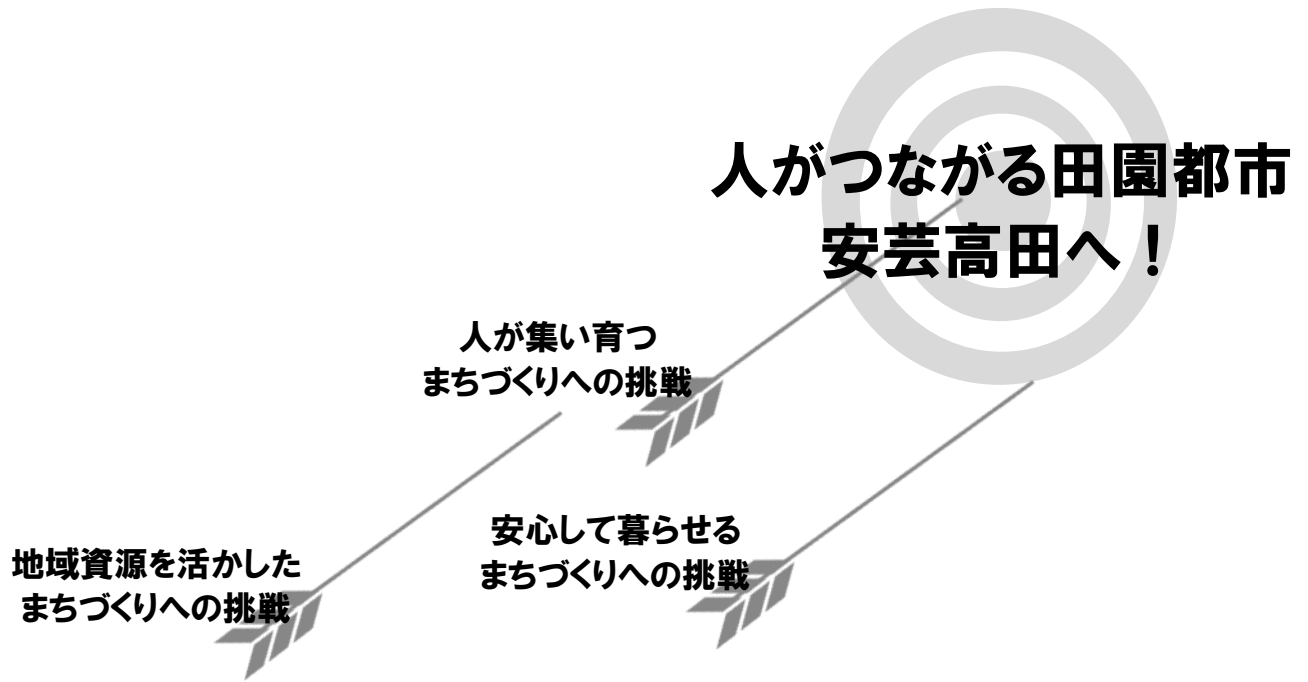 人がつながる田園都市
安芸高田へ！
人が集い育つ
まちづくりへの挑戦
安心して暮らせる
まちづくりへの挑戦
地域資源を活かした
まちづくりへの挑戦